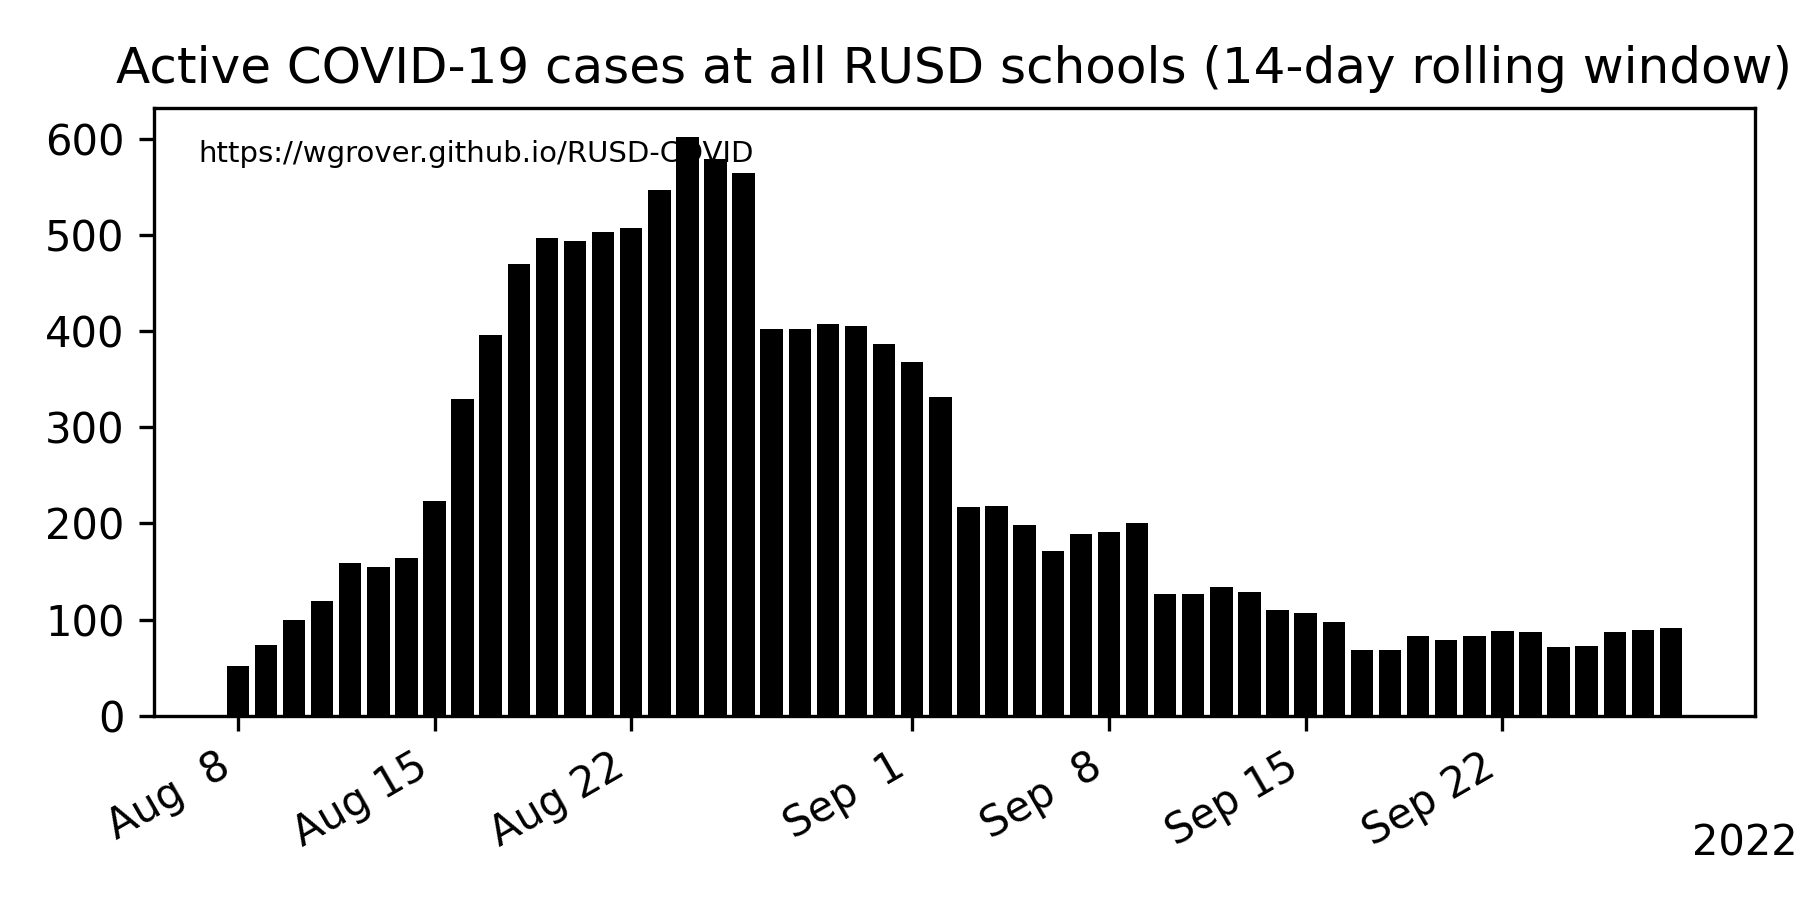 Active COVID-19 cases at all RUSD schools (14-day rolling window)
https://wgrover.github.io/RUSD-COVID
600
500
400
300
200
100
0
Aug 8
Aug 15
Aug 22
Sep 1
Sep 8
Sep 15
Sep 22
2022